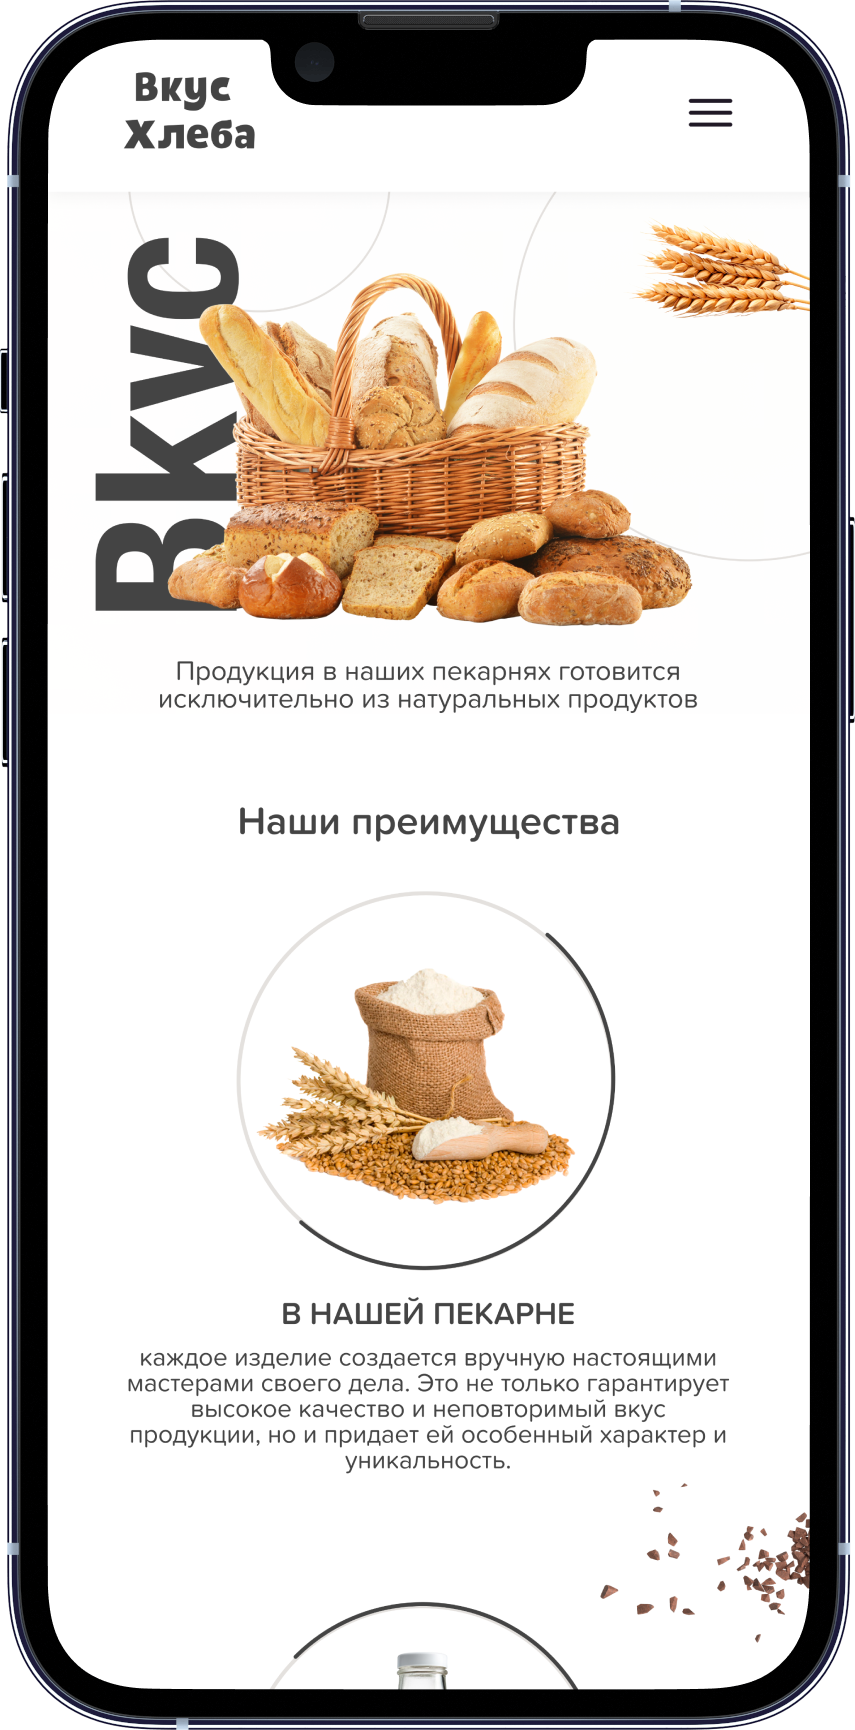 Вкус
Хлеба
Вкус
Продукция в наших пекарнях готовится
исключительно из натуральных продуктов
Наши преимущества
В НАШЕЙ ПЕКАРНЕ
каждое изделие создается вручную настоящими
мастерами своего дела. Это не только гарантирует
высокое качество и неповторимый вкус
продукции, но и придает ей особенный характер и
уникальность.